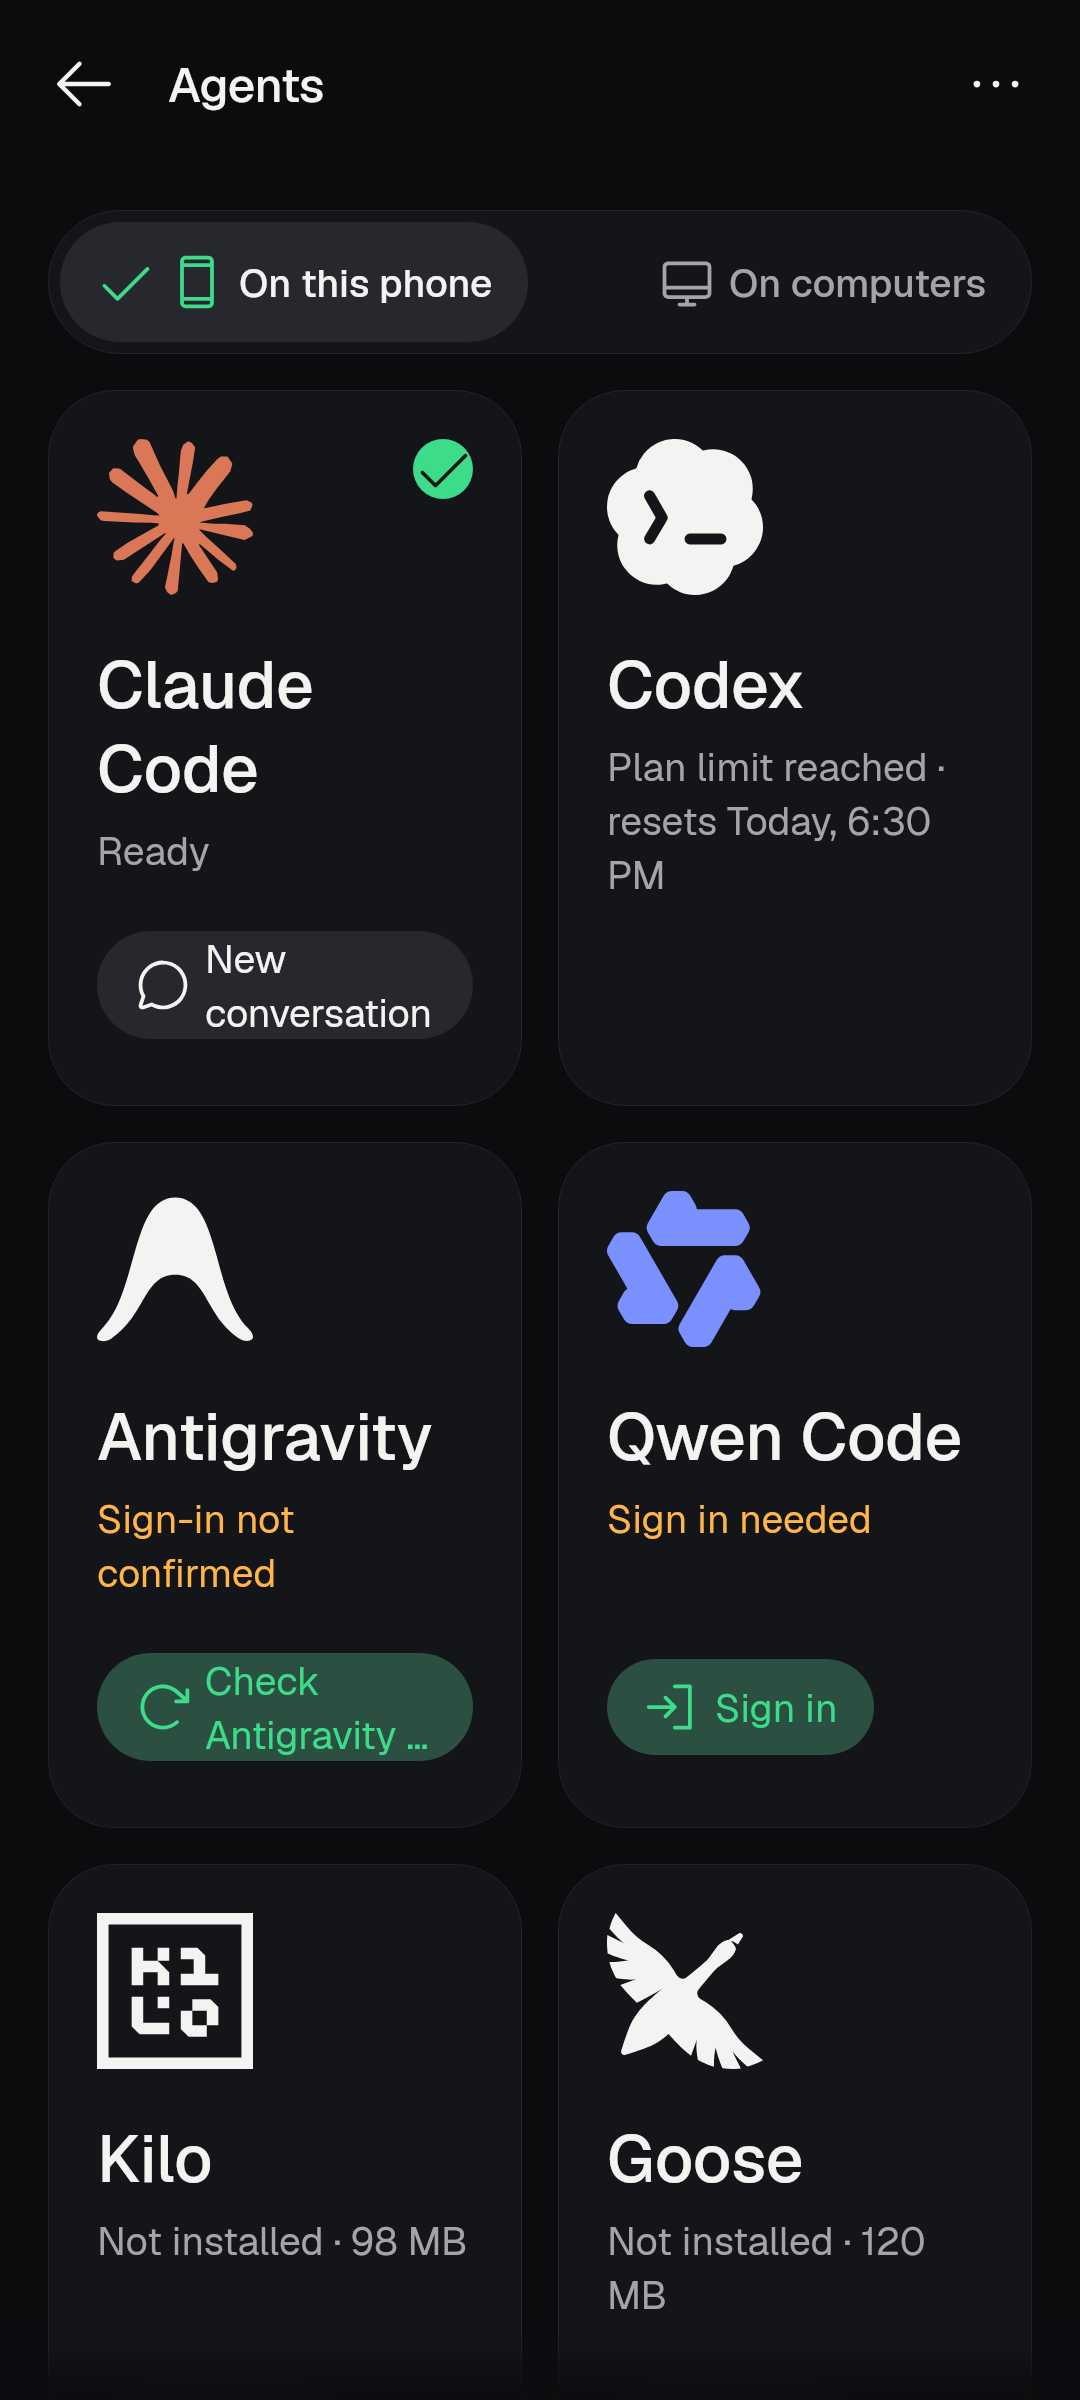 Agents
On this phone
On computers
Claude
Code
Ready
New
conversation
Codex
Plan limit reached ·
resets Today, 6:30
PM
Antigravity
Sign-in not
confirmed
Check
Antigravity ...
Qwen Code
Sign in needed
Sign in
Kilo
Kilo
Not installed · 98 MB
Goose
Not installed · 120
MB